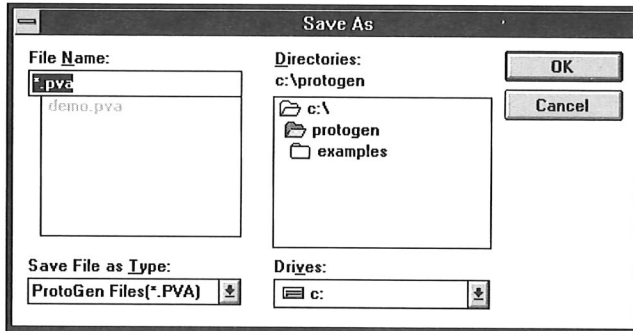 Save As
File Name:
*.pva
demo.pva
Save File as Type:
ProtoGen Files(*.PVA)
Directories:
c:\protogen
c:\
protogen
examples
Drives:
c:
OK
Cancel